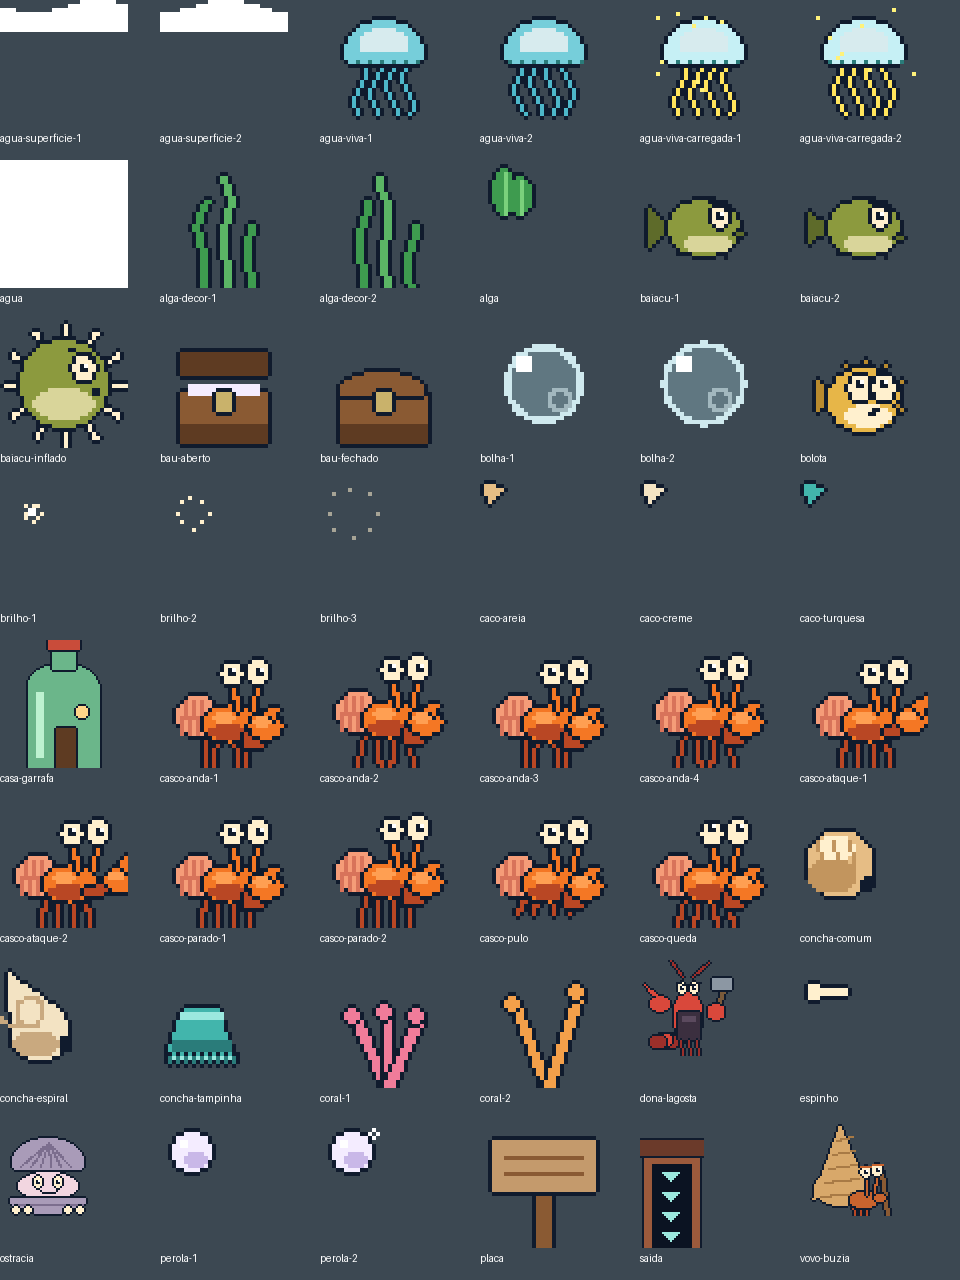 agua-superficie-1 agua-superficie-2 agua-viva-1 agua-viva-2 agua-viva-carregada-1 agua-viva-carregada-2
agua alga-decor-1 alga-decor-2 alga baiacu-1 baiacu-2
baiacu-inflado bau-aberto bau-fechado bolha-1 bolha-2 bolota
brilho-1 brilho-2 brilho-3 caco-areia caco-creme caco-turquesa
casa-garrafa casco-anda-1 casco-anda-2 casco-anda-3 casco-anda-4 casco-ataque-1
casco-ataque-2 casco-parado-1 casco-parado-2 casco-pulo casco-queda concha-comum
concha-espiral concha-tampinha coral-1 coral-2 dona-lagosta espinho
ostracia perola-1 perola-2 placa saida vovo-buzia